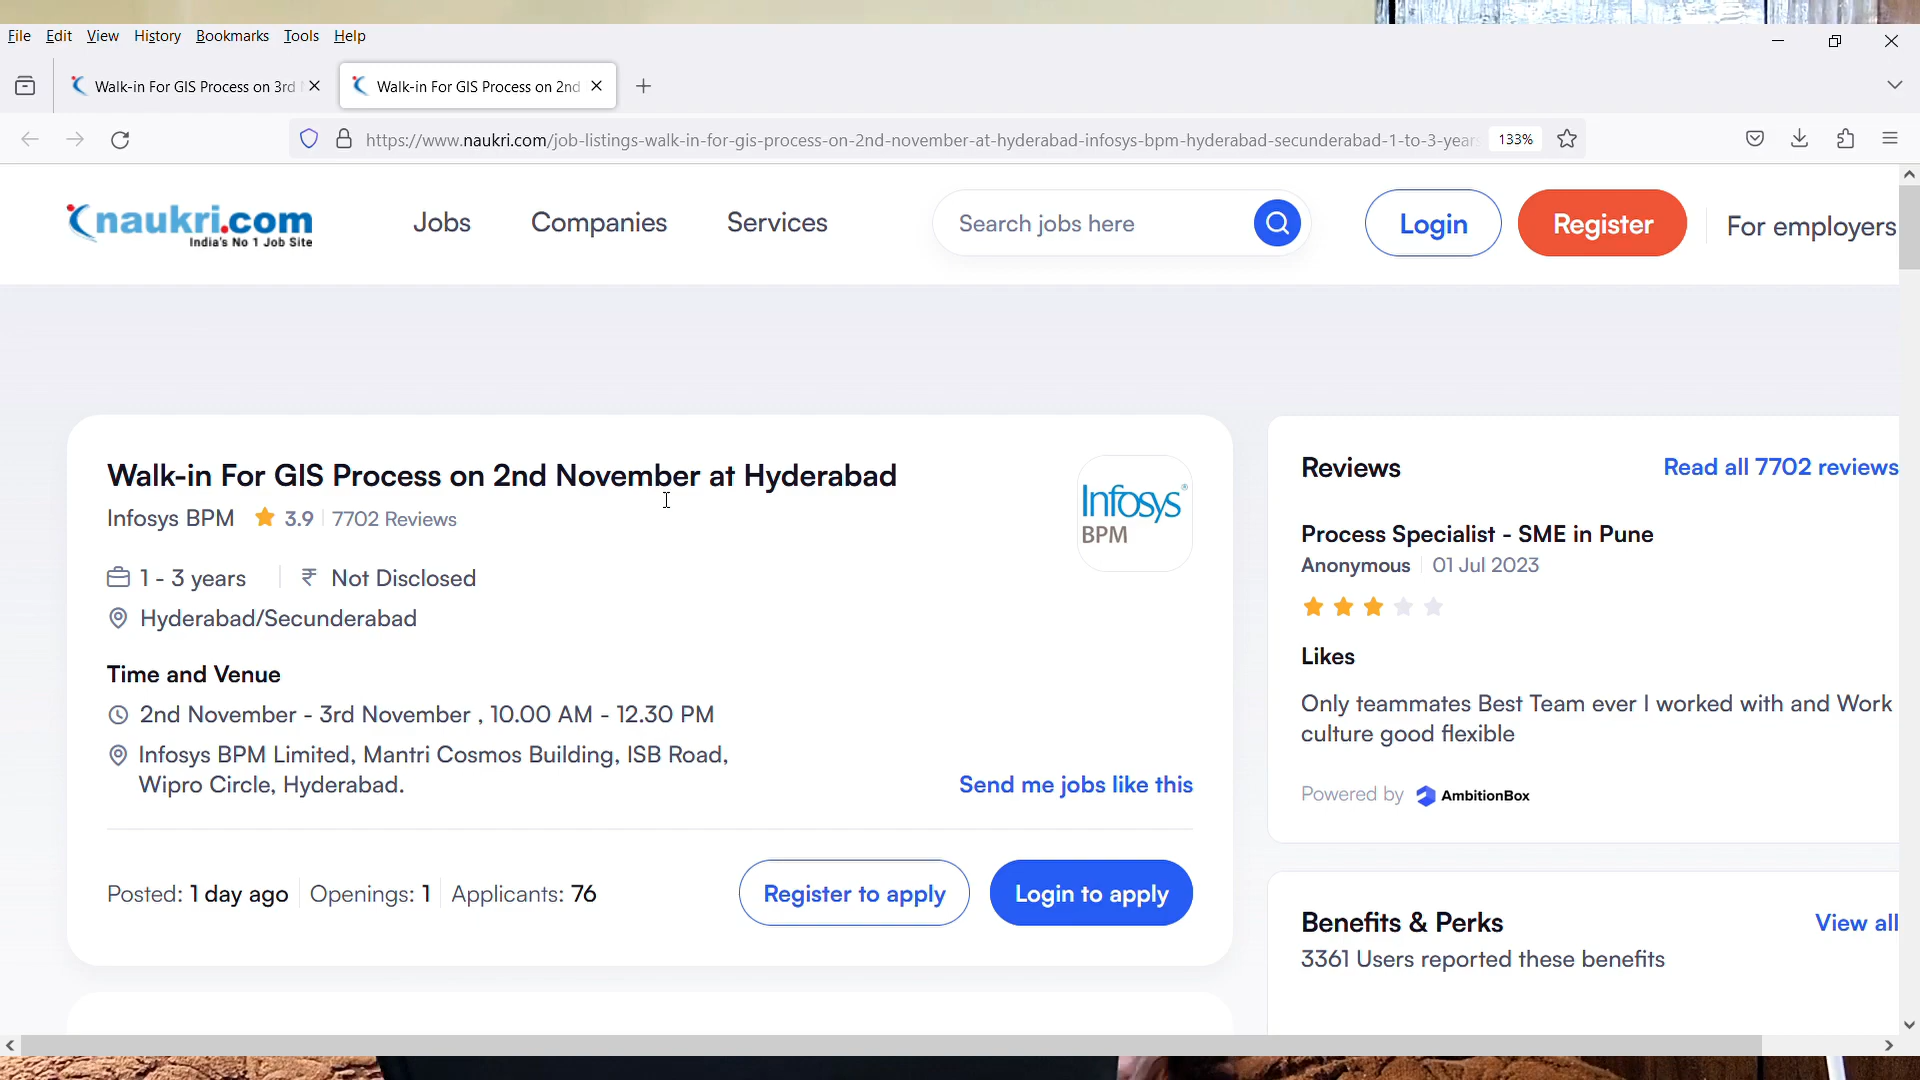 File Edit View History Bookmarks Tools Help
Walk-in For GIS Process on 3rd
Walk-in For GIS Process on 2nd
https://www.naukri.com/job-listings-walk-in-for-gis-process-on-2nd-november-at-hyderabad-infosys-bpm-hyderabad-secunderabad-1-to-3-years
133%
naukri.com
India's No 1 Job Site
Jobs Companies Services
Search jobs here
Login Register For employers
Walk-in For GIS Process on 2nd November at Hyderabad
Infosys BPM 3.9 7702 Reviews
Infosys®
BPM
1 - 3 years ₹ Not Disclosed
Hyderabad/Secunderabad
Time and Venue
2nd November - 3rd November , 10.00 AM - 12.30 PM
Infosys BPM Limited, Mantri Cosmos Building, ISB Road,
Wipro Circle, Hyderabad.
Send me jobs like this
Posted: 1 day ago Openings: 1 Applicants: 76
Register to apply Login to apply
Reviews Read all 7702 reviews
Process Specialist - SME in Pune
Anonymous 01 Jul 2023
Likes
Only teammates Best Team ever I worked with and Work
culture good flexible
Powered by AmbitionBox
Benefits & Perks View all
3361 Users reported these benefits